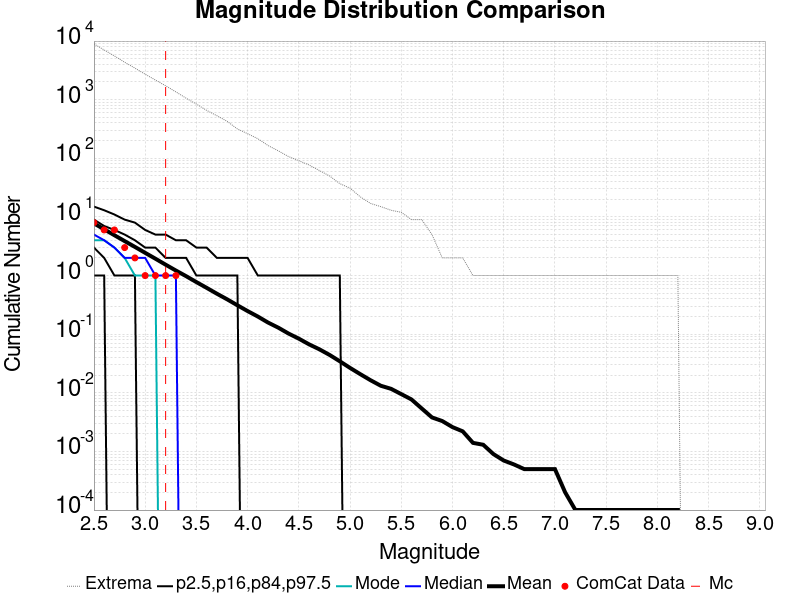 Magnitude Distribution Comparison
10^4
10^3
10^2
10^1
10^0
10^-1
10^-2
10^-3
10^-4
Cumulative Number
2.5 3.0 3.5 4.0 4.5 5.0 5.5 6.0 6.5 7.0 7.5 8.0 8.5 9.0
Magnitude
Extrema p2.5,p16,p84,p97.5 Mode Median Mean ComCat Data Mc